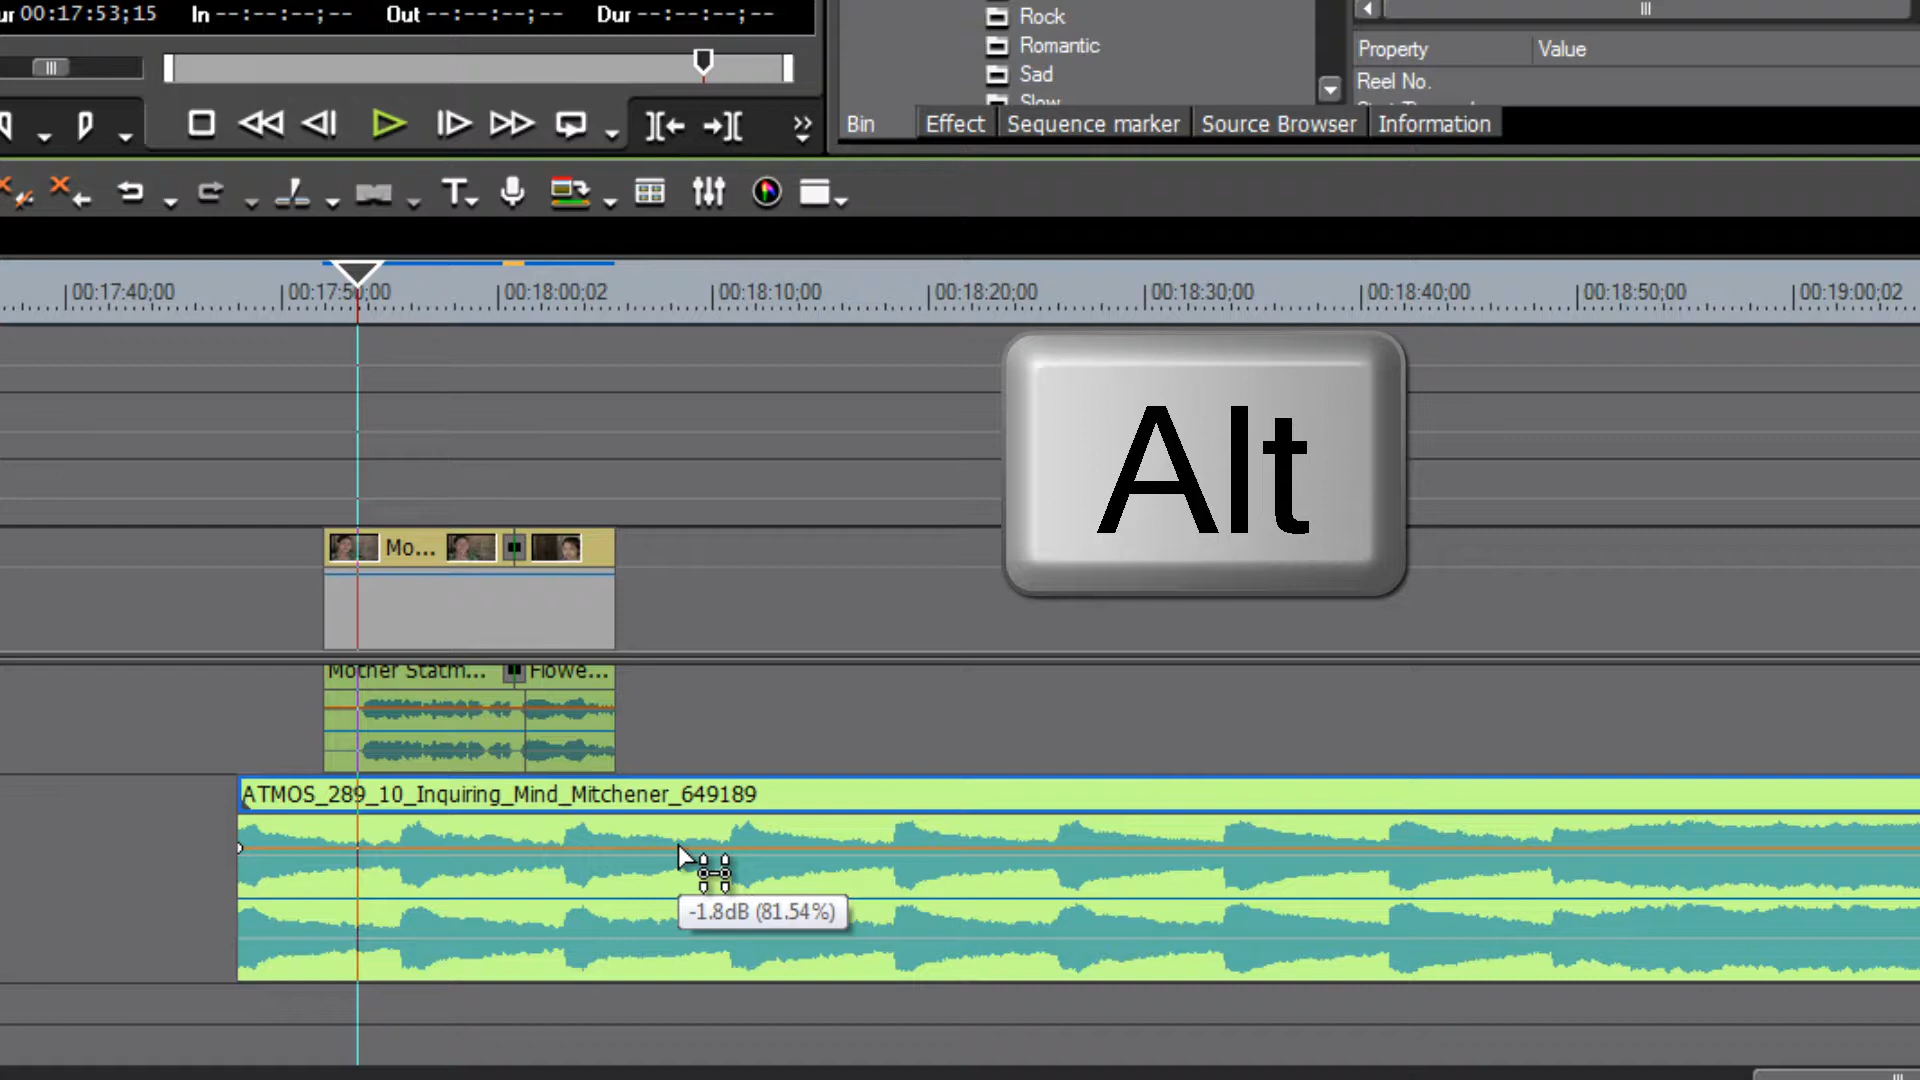 ur 00:17:53;15 In --:--:--;-- Out --:--:--;-- Dur --:--:--;--
Rock
Romantic
Sad
Slow
Property Value
Reel No.
Bin Effect Sequence marker Source Browser Information
00:17:40;00 00:17:50;00 00:18:00;02 00:18:10;00 00:18:20;00 00:18:30;00 00:18:40;00 00:18:50;00 00:19:00;02
Alt
Mo...
Mother Statm... Flowe...
ATMOS_289_10_Inquiring_Mind_Mitchener_649189
-1.8dB (81.54%)